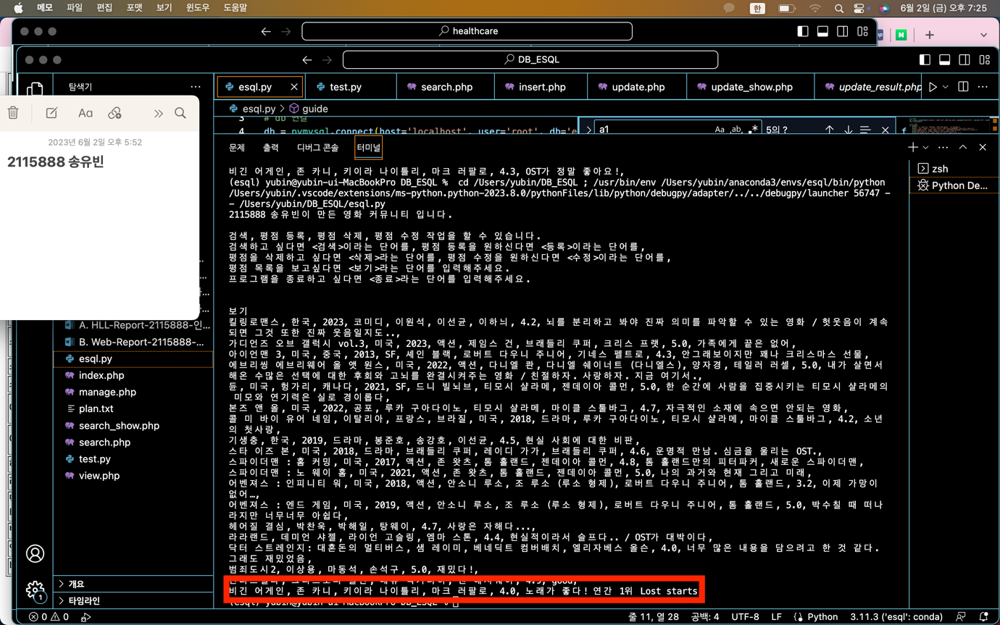 메모 파일 편집 포맷 보기 윈도우 도움말 한 6월 2일 (금) 오후 7:25
healthcare
DB_ESQL
탐색기
esql.py test.py search.php insert.php update.php update_show.php update_result.php
esql.py > guide
3 # db 연결
4 db = pymysql.connect(host='localhost', user='root', db='e
a1 Aa ab 5의 ?
Aa
2023년 6월 2일 오후 5:52
2115888 송유빈
문제 출력 디버그 콘솔 터미널
zsh
Python De...
비긴 어게인, 존 카니, 키이라 나이틀리, 마크 러팔로, 4.3, OST가 정말 좋아요!,
(esql) yubin@yubin-ui-MacBookPro DB_ESQL % cd /Users/yubin/DB_ESQL ; /usr/bin/env /Users/yubin/anaconda3/envs/esql/bin/python
/Users/yubin/.vscode/extensions/ms-python.python-2023.8.0/pythonFiles/lib/python/debugpy/adapter/../../debugpy/launcher 56747 -
- /Users/yubin/DB_ESQL/esql.py
2115888 송유빈이 만든 영화 커뮤니티 입니다.
검색, 평점 등록, 평점 삭제, 평점 수정 작업을 할 수 있습니다.
검색하고 싶다면 <검색>이라는 단어를, 평점 등록을 원하신다면 <등록>이라는 단어를,
평점을 삭제하고 싶다면 <삭제>라는 단어를, 평점 수정을 원하신다면 <수정>이라는 단어를,
평점 목록을 보고싶다면 <보기>라는 단어를 입력해주세요.
프로그램을 종료하고 싶다면 <종료>라는 단어를 입력해주세요.
보기
킬링로맨스, 한국, 2023, 코미디, 이원석, 이선균, 이하늬, 4.2, 뇌를 분리하고 봐야 진짜 의미를 파악할 수 있는 영화 / 헛웃음이 계속
되면 그것 또한 진짜 웃음일지도..,
가디언즈 오브 갤럭시 vol.3, 미국, 2023, 액션, 제임스 건, 브래들리 쿠퍼, 크리스 프랫, 5.0, 가족에게 끝은 없어,
아이언맨 3, 미국, 중국, 2013, SF, 셰인 블랙, 로버트 다우니 주니어, 기네스 펠트로, 4.3, 안그래보이지만 꽤나 크리스마스 선물,
에브리씽 에브리웨어 올 앳 원스, 미국, 2022, 액션, 다니엘 콴, 다니엘 쉐이너트 (다니엘스), 양자경, 테일러 러셀, 5.0, 내가 살면서
해온 수많은 선택에 대한 후회와 고뇌를 완결시켜주는 영화 / 친절하자. 사랑하자. 지금 여기서.,
듄, 미국, 헝가리, 캐나다, 2021, SF, 드니 빌뇌브, 티모시 샬라메, 젠데이아 콜먼, 5.0, 한 순간에 사람을 집중시키는 티모시 샬라메의
미모와 연기력은 실로 경이롭다,
본즈 앤 올, 미국, 2022, 공포, 루카 구아다이노, 티모시 샬라메, 마이클 스툴바그, 4.7, 자극적인 소재에 속으면 안되는 영화,
콜 미 바이 유어 네임, 이탈리아, 프랑스, 브라질, 미국, 2018, 드라마, 루카 구아다이노, 티모시 샬라메, 마이클 스툴바그, 4.2, 소년
의 첫사랑,
기생충, 한국, 2019, 드라마, 봉준호, 송강호, 이선균, 4.5, 현실 사회에 대한 비판,
스타 이즈 본, 미국, 2018, 드라마, 브래들리 쿠퍼, 레이디 가가, 브래들리 쿠퍼, 4.6, 운명적 만남. 심금을 울리는 OST.,
스파이더맨 : 홈 커밍, 미국, 2017, 액션, 존 왓츠, 톰 홀랜드, 젠데이아 콜먼, 4.8, 톰 홀랜드만의 피터파커, 새로운 스파이더맨,
스파이더맨 : 노 웨이 홈, 미국, 2021, 액션, 존 왓츠, 톰 홀랜드, 젠데이아 콜먼, 5.0, 나의 과거와 현재 그리고 미래,
어벤져스 : 인피니티 워, 미국, 2018, 액션, 안소니 루소, 조 루소 (루소 형제), 로버트 다우니 주니어, 톰 홀랜드, 3.2, 이제 가망이
없어…,
어벤져스 : 엔드 게임, 미국, 2019, 액션, 안소니 루소, 조 루소 (루소 형제), 로버트 다우니 주니어, 톰 홀랜드, 5.0, 박수칠 때 떠나
라지만 너무너무 아쉽다,
헤어질 결심, 박찬욱, 박해일, 탕웨이, 4.7, 사랑은 자해다...,
라라랜드, 데미언 샤젤, 라이언 고슬링, 엠마 스톤, 4.4, 현실적이라서 슬프다.. / OST가 대박이다,
닥터 스트레인지: 대혼돈의 멀티버스, 샘 레이미, 베네딕트 컴버배치, 엘리자베스 올슨, 4.0, 너무 많은 내용을 담으려고 한 것 같다.
그래도 재밌었음,
범죄도시2, 이상용, 마동석, 손석구, 5.0, 재밌다!,
비긴 어게인, 존 카니, 키이라 나이틀리, 마크 러팔로, 4.0, 노래가 좋다! 연간 1위 Lost starts
(esql) yubin@yubin-ui-MacBookPro DB_ESQL %
A. HLL-Report-2115888-인...
B. Web-Report-2115888-...
esql.py
index.php
manage.php
plan.txt
search_show.php
search.php
test.py
view.php
개요
타임라인
1
0 0 줄 11, 열 28 공백: 4 UTF-8 LF Python 3.11.3 ('esql': conda)